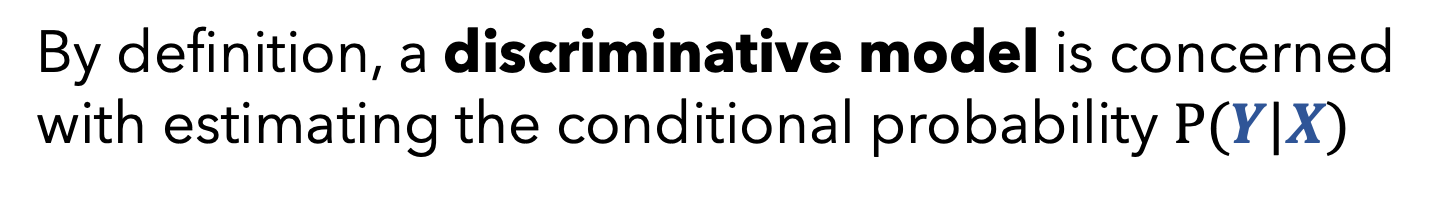 By definition, a discriminative model is concerned
with estimating the conditional probability P(Y|X)